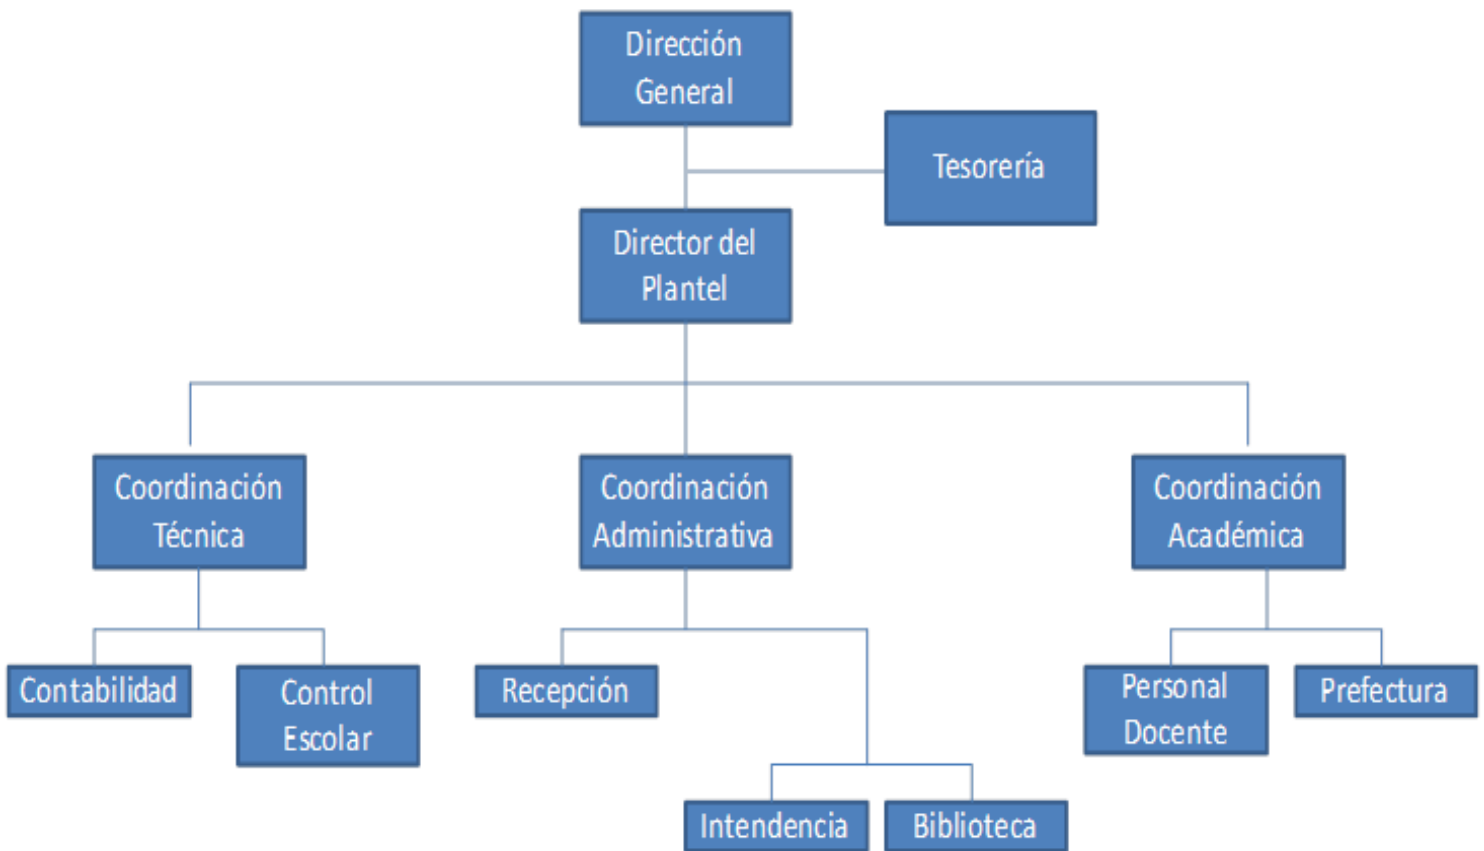 Dirección
General
Tesorería
Director del
Plantel
Coordinación
Técnica
Coordinación
Administrativa
Coordinación
Académica
Contabilidad
Control
Escolar
Recepción
Personal
Docente
Prefectura
Intendencia
Biblioteca